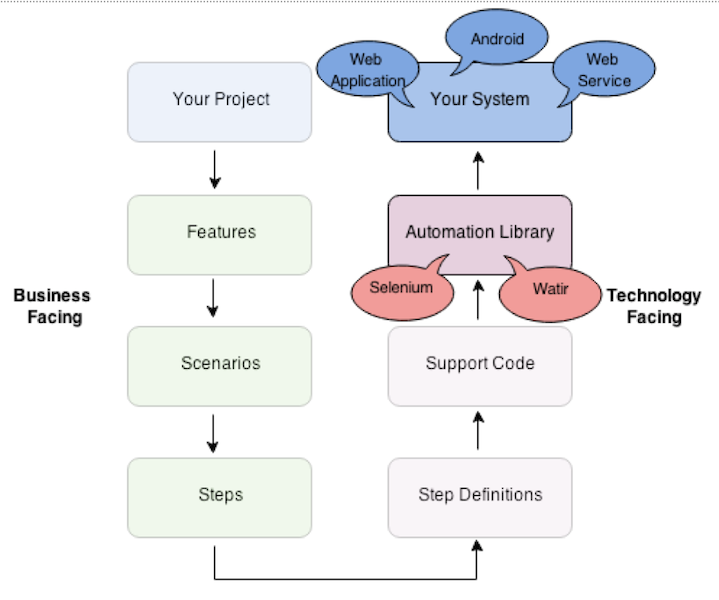 Android
Web
Application
Web
Service
Your Project
Your System
Features
Automation Library
Selenium
Watir
Business
Facing
Technology
Facing
Scenarios
Support Code
Steps
Step Definitions